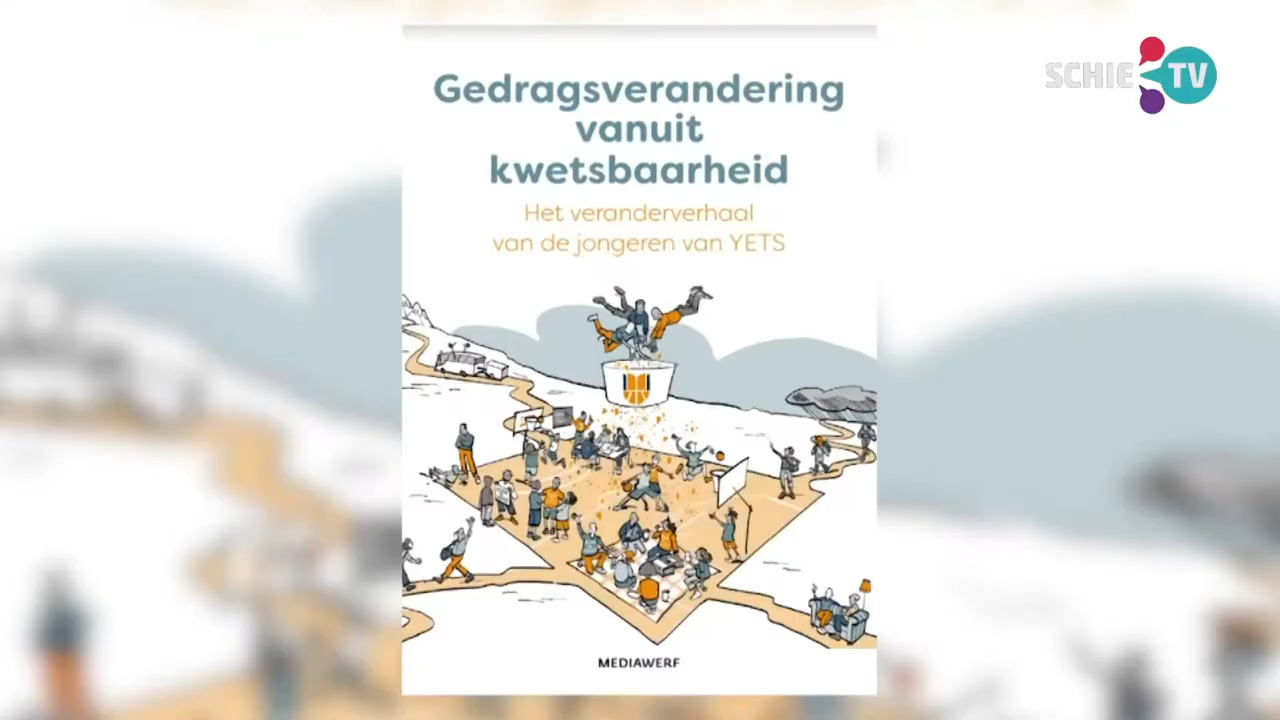 SCHIE TV
Gedragsverandering
vanuit
kwetsbaarheid
Het veranderverhaal
van de jongeren van YETS
MEDIAWERF